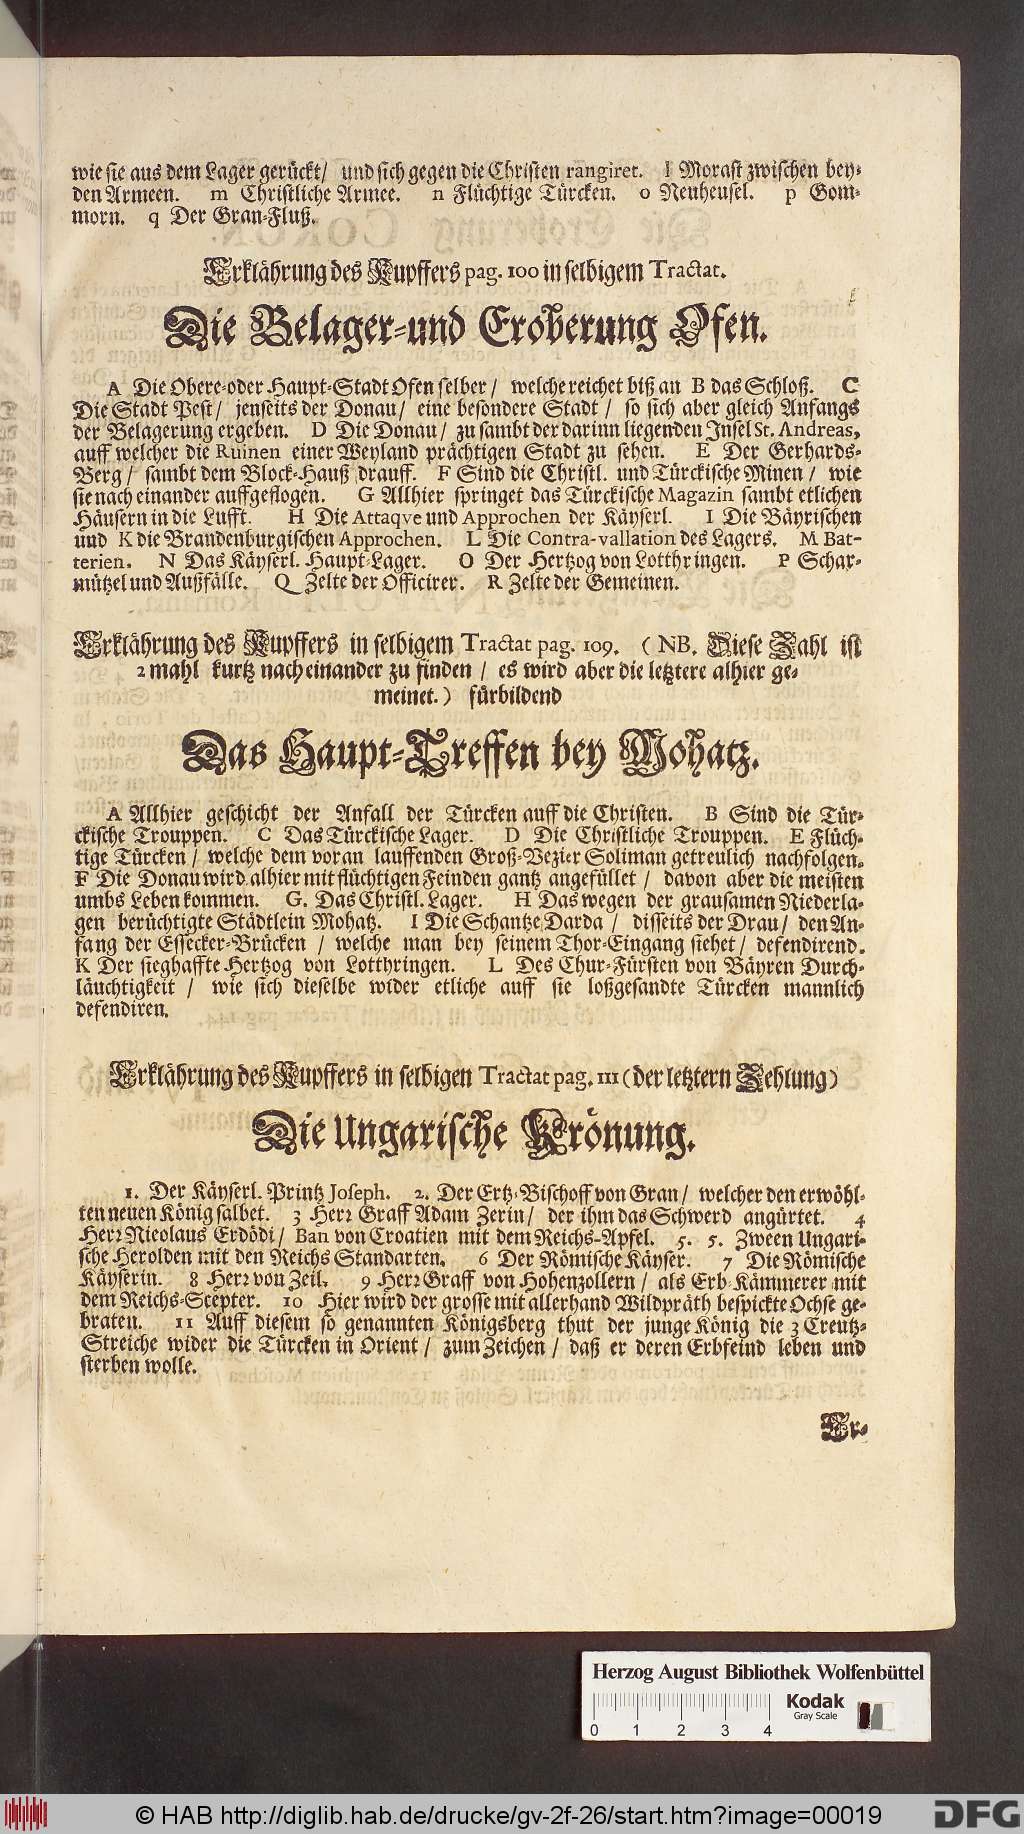 wie sie aus dem Lager gerückt/ und sich gegen die Christen rangiret. l Morast zwischen bey-
den Armeen. m Christliche Armee. n Flüchtige Türcken. o Neuheusel. p Gom-
morn. q Der Gran-Fluß.
Erklährung des Kupffers pag. 100 in selbigem Tractat.
Die Belager-und Eroberung Ofen.
A Die Obere-oder Haupt-Stadt Ofen selber/ welche reichet biß an B das Schloß. C
Die Stadt Pest/ jenseits der Donau/ eine besondere Stadt/ so sich aber gleich Anfangs
der Belagerung ergeben. D Die Donau/ zu sambt der darinn liegenden Insel St. Andreas,
auff welcher die Ruinen einer Weyland prächtigen Stadt zu sehen. E Der Gerhards-
Berg/ sambt dem Block-Hauß drauff. F Sind die Christl. und Türckische Minen/ wie
sie nach einander auffgeflogen. G Allhier springet das Türckische Magazin sambt etlichen
Häusern in die Lufft. H Die Attaqve und Approchen der Käyserl. I Die Bäyrischen
und K die Brandenburgischen Approchen. L Die Contra-vallation des Lagers. M Bat-
terien. N Das Käyserl. Haupt-Lager. O Der Hertzog von Lotthringen. P Schar-
mützel und Außfälle. Q Zelte der Officirer. R Zelte der Gemeinen.
Erklährung des Kupffers in selbigem Tractat pag. 109. (NB. Diese Zahl ist
2 mahl kurtz nach einander zu finden/ es wird aber die letztere alhier ge-
meinet.) fürbildend
Das Haupt-Treffen bey Mohatz.
A Allhier geschicht der Anfall der Türcken auff die Christen. B Sind die Tür-
ckische Trouppen. C Das Türckische Lager. D Die Christliche Trouppen. E Flüch-
tige Türcken/ welche dem voran lauffenden Groß-Vezier Soliman getreulich nachfolgen.
F Die Donau wird alhier mit flüchtigen Feinden gantz angefüllet/ davon aber die meisten
umbs Leben kommen. G. Das Christl. Lager. H Das wegen der grausamen Niederla-
gen berüchtigte Städtlein Mohatz. I Die Schantze Darda/ disseits der Drau/ den An-
fang der Essecker-Brücken/ welche man bey seinem Thor-Eingang siehet/ defendirend.
K Der sieghaffte Hertzog von Lotthringen. L Des Chur-Fürsten von Bäyren Durch-
läuchtigkeit/ wie sich dieselbe wider etliche auff sie loßgesandte Türcken mannlich
defendiren.
Erklährung des Kupffers in selbigen Tractat pag. 111 (der letztern Zehlung)
Die Ungarische Krönung.
1. Der Käyserl. Printz Joseph. 2. Der Ertz-Bischoff von Gran/ welcher den erwöhl-
ten neuen König salbet. 3 Herr Graff Adam Zerin/ der ihm das Schwerd angürtet. 4
Herr Nicolaus Erdödi/ Ban von Croatien mit dem Reichs-Apfel. 5. 5. Zween Ungari-
sche Herolden mit den Reichs Standarten. 6 Der Römische Käyser. 7 Die Römische
Käyserin. 8 Herr von Zeil. 9 Herr Graff von Hohenzollern/ als Erb Kämmerer mit
dem Reichs-Scepter. 10 Hier wird der grosse mit allerhand Wildpräth bespickte Ochse ge-
braten. 11 Auff diesem so genannten Königsberg thut der junge König die 3 Creutz-
Streiche wider die Türcken in Orient/ zum Zeichen/ daß er deren Erbfeind leben und
sterben wolle.
Er-
Herzog August Bibliothek Wolfenbüttel
Kodak
Gray Scale
0 1 2 3 4
© HAB http://diglib.hab.de/drucke/gv-2f-26/start.htm?image=00019
DFG